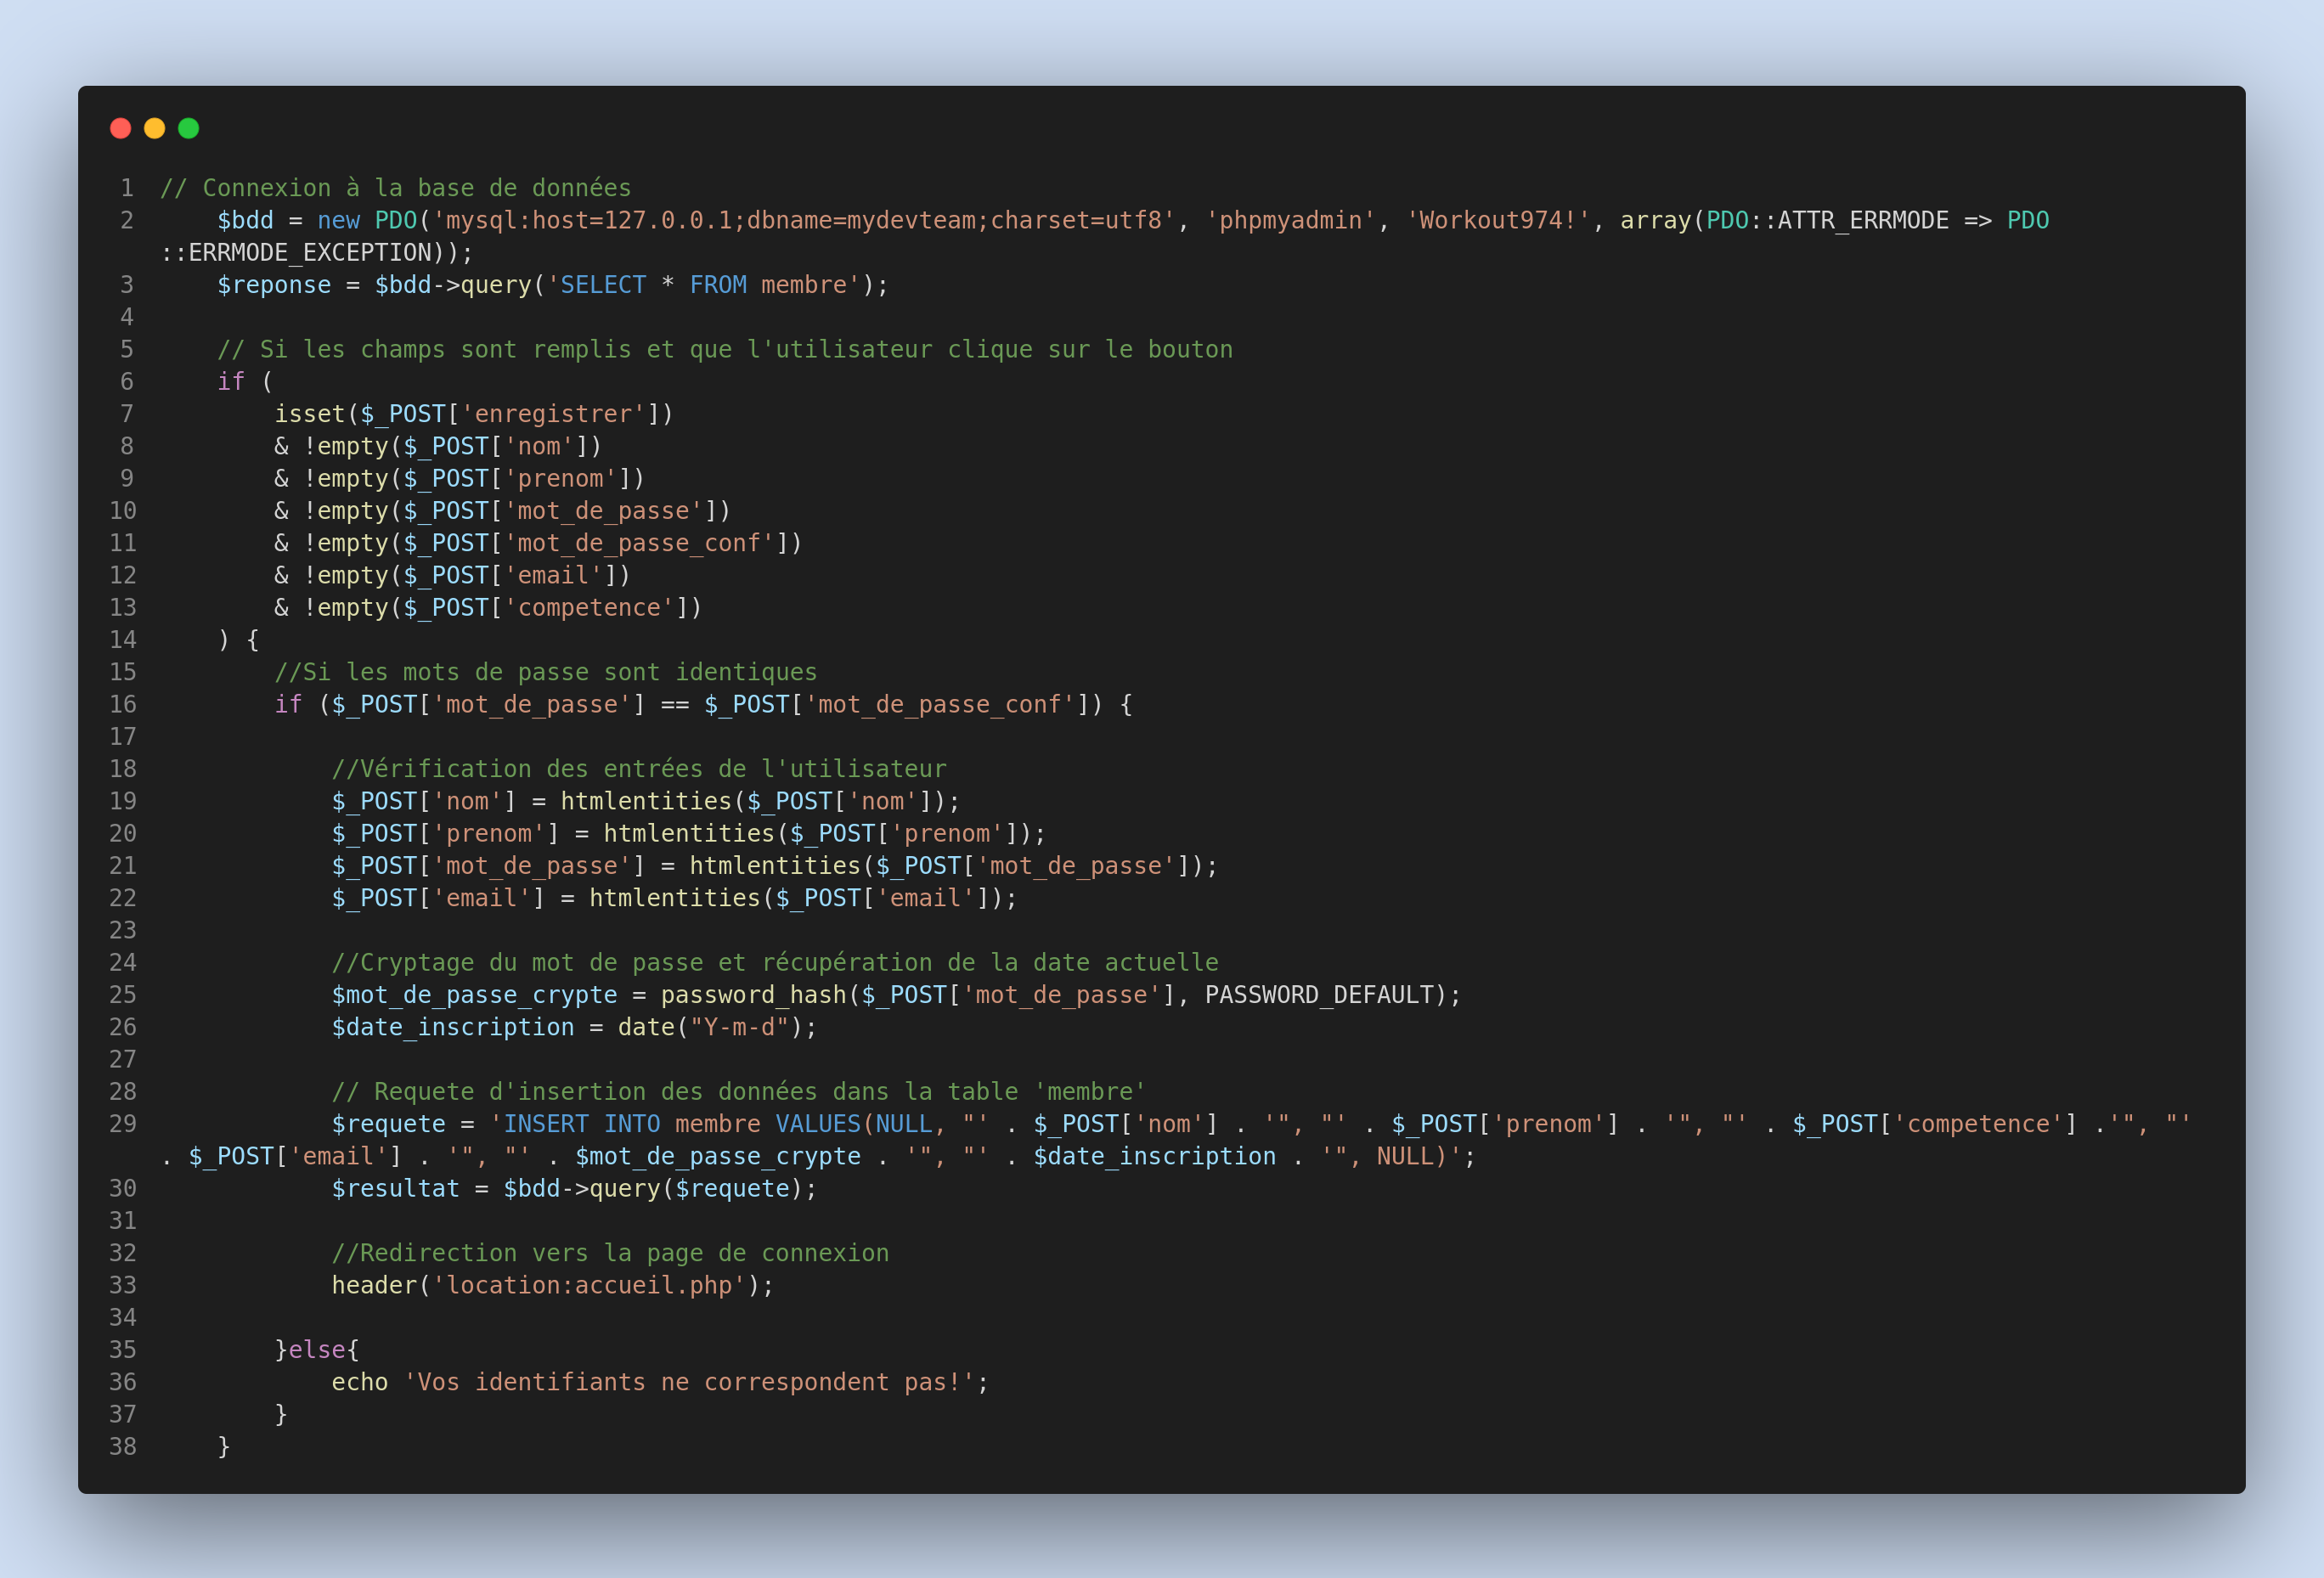 1 // Connexion à la base de données
2     $bdd = new PDO('mysql:host=127.0.0.1;dbname=mydevteam;charset=utf8', 'phpmyadmin', 'Workout974!', array(PDO::ATTR_ERRMODE => PDO
::ERRMODE_EXCEPTION));
3     $reponse = $bdd->query('SELECT * FROM membre');
4
5     // Si les champs sont remplis et que l'utilisateur clique sur le bouton
6     if (
7         isset($_POST['enregistrer'])
8         & !empty($_POST['nom'])
9         & !empty($_POST['prenom'])
10         & !empty($_POST['mot_de_passe'])
11         & !empty($_POST['mot_de_passe_conf'])
12         & !empty($_POST['email'])
13         & !empty($_POST['competence'])
14     ) {
15         //Si les mots de passe sont identiques
16         if ($_POST['mot_de_passe'] == $_POST['mot_de_passe_conf']) {
17
18             //Vérification des entrées de l'utilisateur
19             $_POST['nom'] = htmlentities($_POST['nom']);
20             $_POST['prenom'] = htmlentities($_POST['prenom']);
21             $_POST['mot_de_passe'] = htmlentities($_POST['mot_de_passe']);
22             $_POST['email'] = htmlentities($_POST['email']);
23
24             //Cryptage du mot de passe et récupération de la date actuelle
25             $mot_de_passe_crypte = password_hash($_POST['mot_de_passe'], PASSWORD_DEFAULT);
26             $date_inscription = date("Y-m-d");
27
28             // Requete d'insertion des données dans la table 'membre'
29             $requete = 'INSERT INTO membre VALUES(NULL, "' . $_POST['nom'] . '", "' . $_POST['prenom'] . '", "' . $_POST['competence'] .'", "'
. $_POST['email'] . '", "' . $mot_de_passe_crypte . '", "' . $date_inscription . '", NULL)';
30             $resultat = $bdd->query($requete);
31
32             //Redirection vers la page de connexion
33             header('location:accueil.php');
34
35         }else{
36             echo 'Vos identifiants ne correspondent pas!';
37         }
38     }